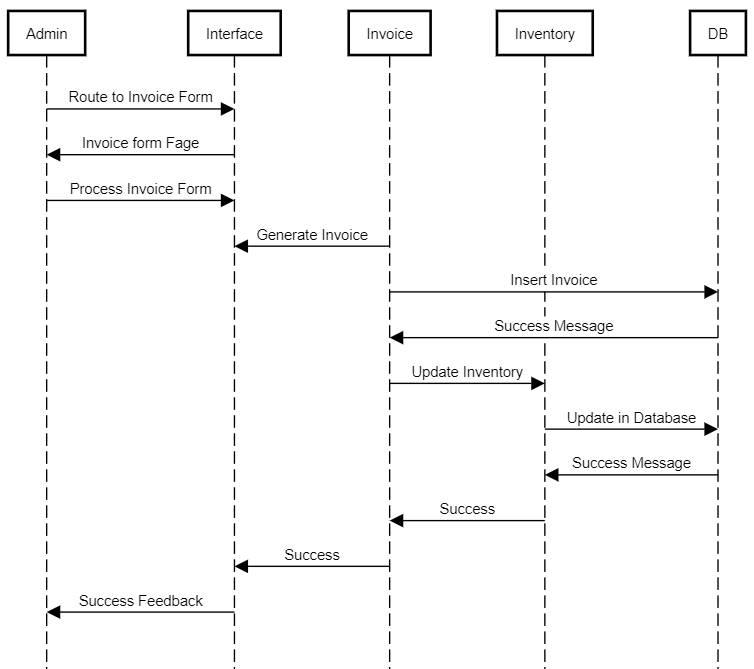 Admin
Interface
Invoice
Inventory
DB
Route to Invoice Form
Invoice form Fage
Process Invoice Form
Generate Invoice
Insert Invoice
Success Message
Update Inventory
Update in Database
Success Message
Success
Success
Success Feedback